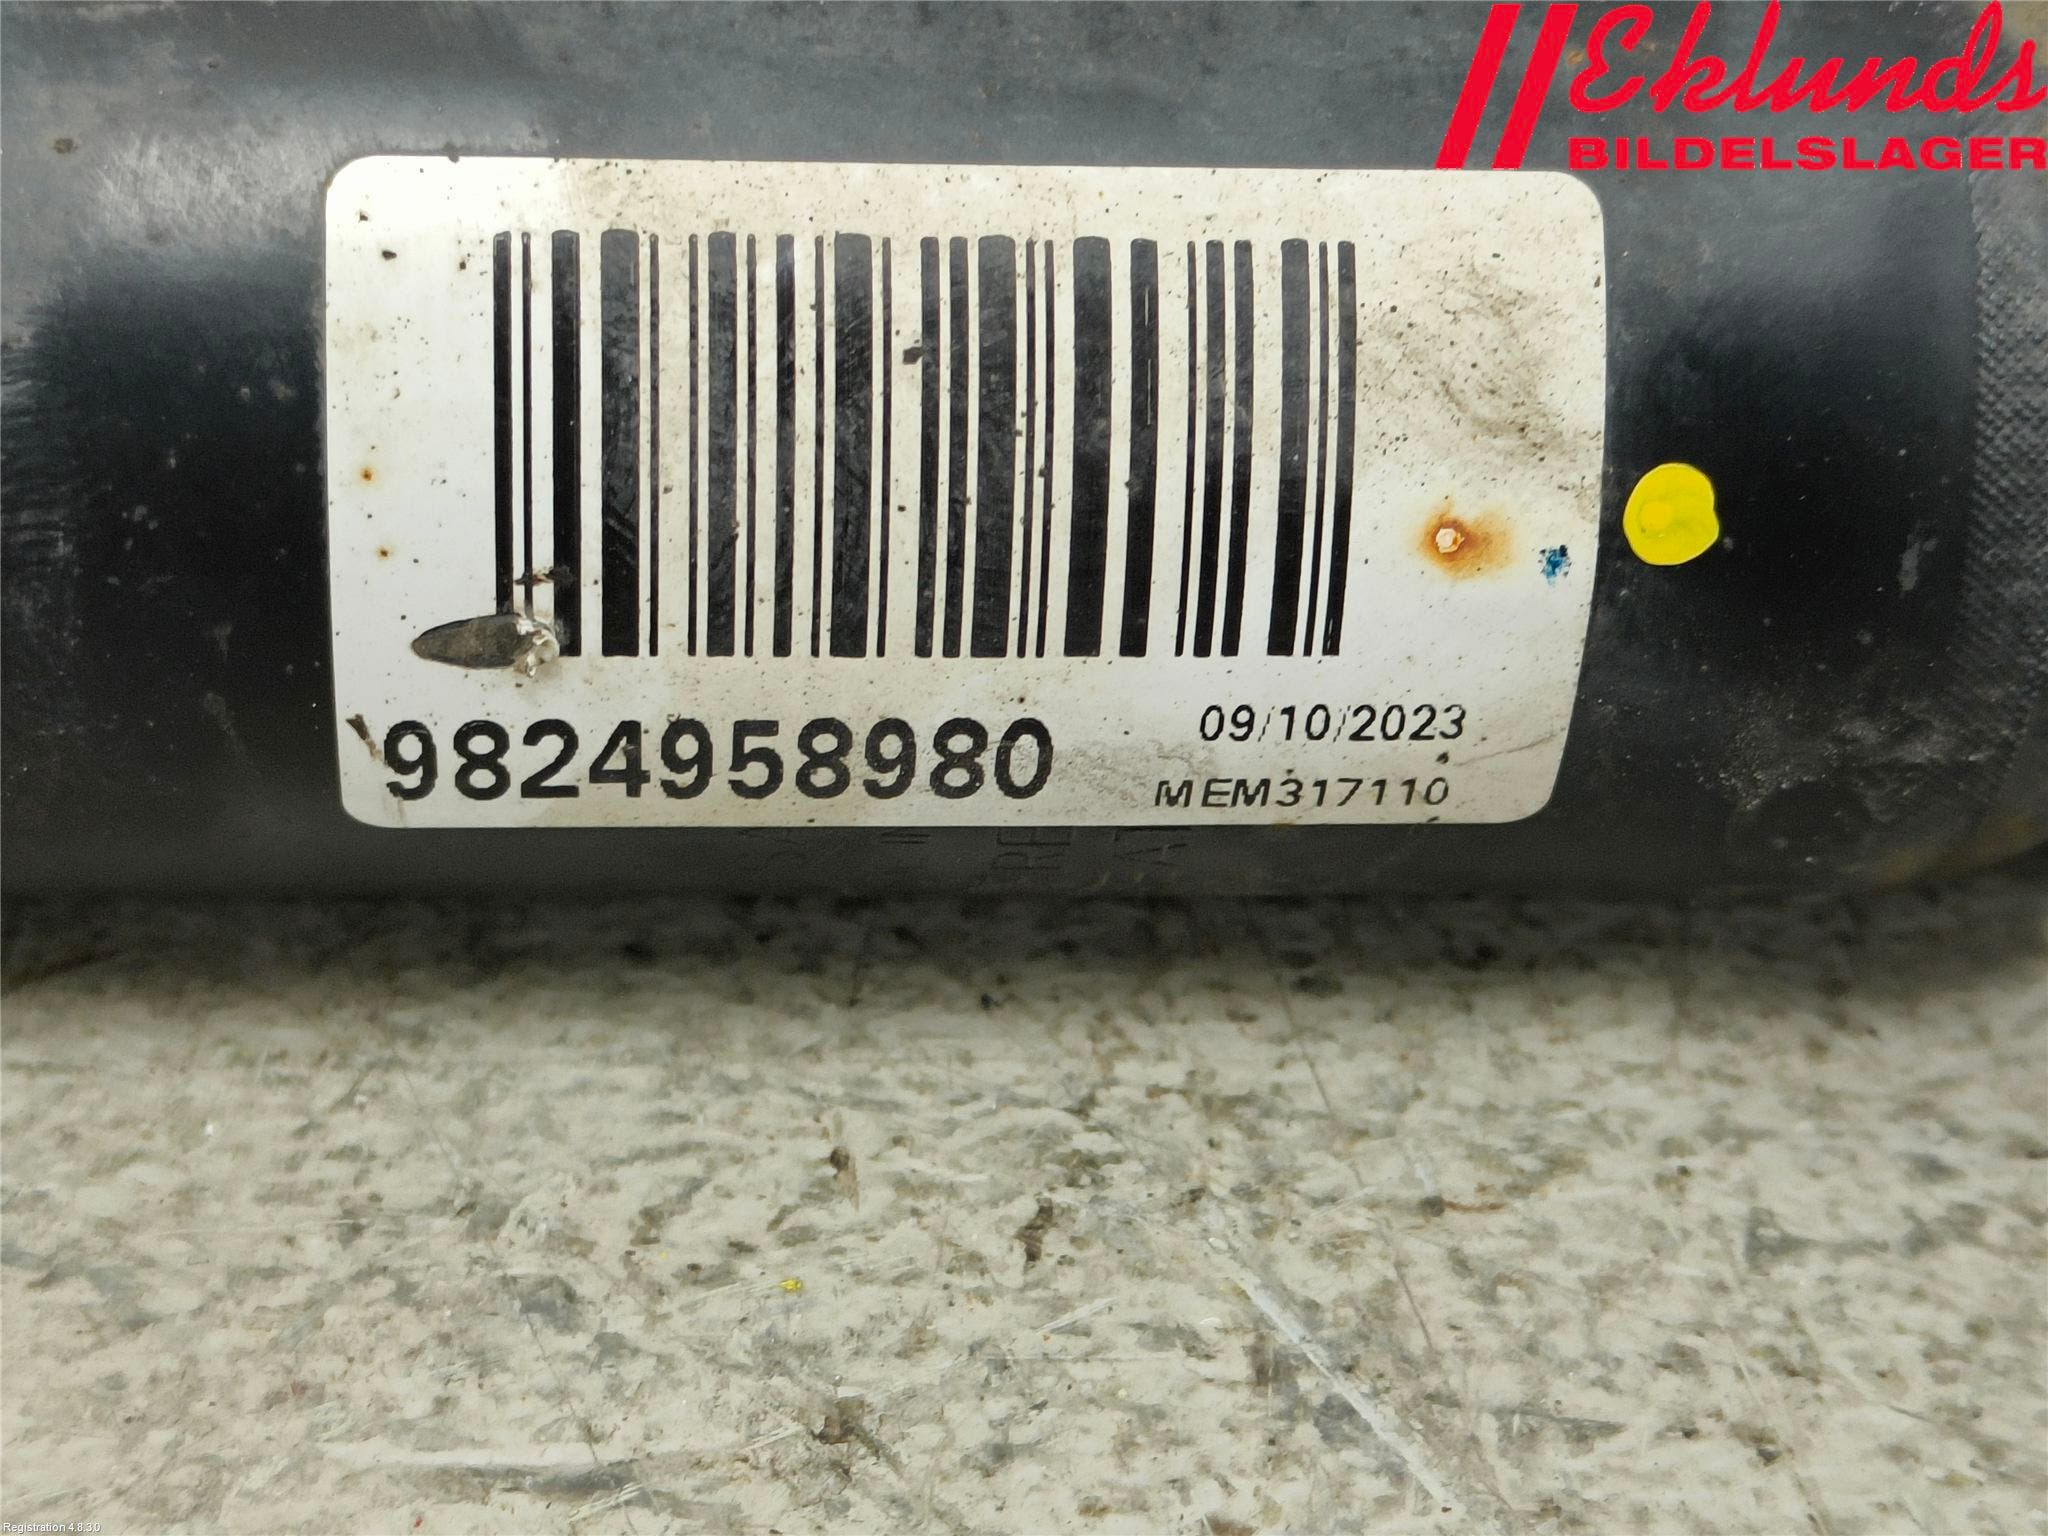 Eklunds
BILDELSLAGER
9824958980
09/10/2023
MEM317110
Registration 4.8.3.0